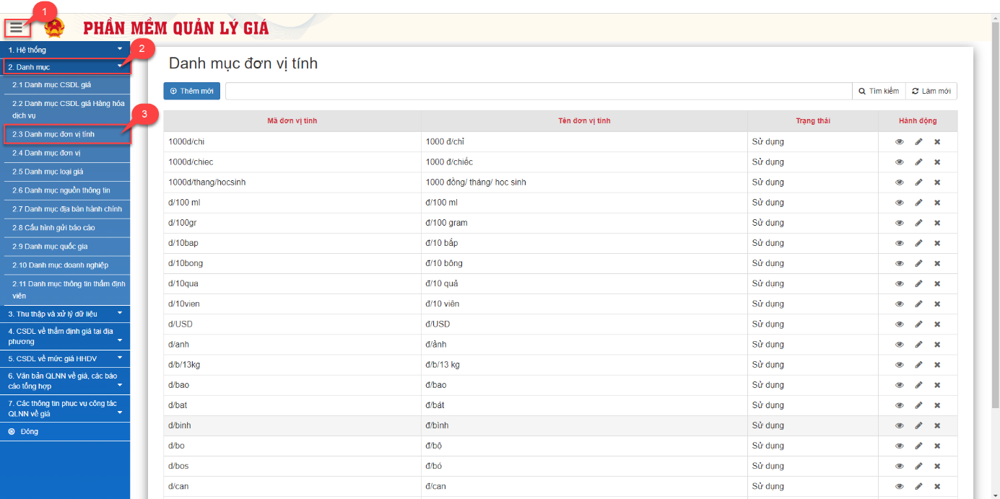 1
PHẦN MỀM QUẢN LÝ GIÁ
1. Hệ thống
2
2. Danh mục
2.1 Danh mục CSDL giá
2.2 Danh mục CSDL giá Hàng hóa
dịch vụ
3
2.3 Danh mục đơn vị tính
2.4 Danh mục đơn vị
2.5 Danh mục loại giá
2.6 Danh mục nguồn thông tin
2.7 Danh mục địa bàn hành chính
2.8 Cấu hình gửi báo cáo
2.9 Danh mục quốc gia
2.10 Danh mục doanh nghiệp
2.11 Danh mục thông tin thẩm định
viên
3. Thu thập và xử lý dữ liệu
4. CSDL về thẩm định giá tại địa
phương
5. CSDL về mức giá HHDV
6. Văn bản QLNN về giá, các báo
cáo tổng hợp
7. Các thông tin phục vụ công tác
QLNN về giá
Đóng
Danh mục đơn vị tính
Thêm mới Tìm kiếm Làm mới
Mã đơn vị tính Tên đơn vị tính Trạng thái Hành động
1000d/chi 1000 đ/chỉ Sử dụng
1000d/chiec 1000 đ/chiếc Sử dụng
1000d/thang/hocsinh 1000 đồng/ tháng/ học sinh Sử dụng
d/100 ml đ/100 ml Sử dụng
d/100gr đ/100 gram Sử dụng
d/10bap đ/10 bắp Sử dụng
d/10bong đ/10 bông Sử dụng
d/10qua đ/10 quả Sử dụng
d/10vien đ/10 viên Sử dụng
d/USD đ/USD Sử dụng
d/anh đ/ảnh Sử dụng
d/b/13kg đ/b/13 kg Sử dụng
d/bao đ/bao Sử dụng
d/bat đ/bát Sử dụng
d/binh đ/bình Sử dụng
d/bo đ/bộ Sử dụng
d/bos đ/bó Sử dụng
d/can đ/can Sử dụng